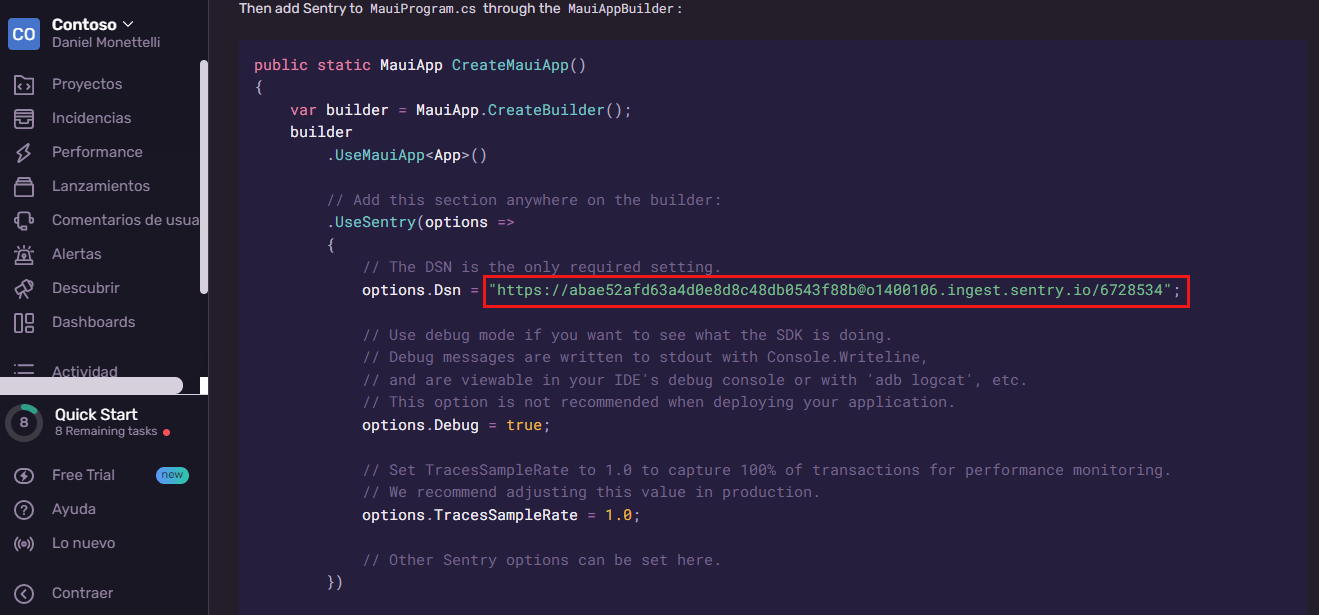 CO
Contoso
Daniel Monettelli
Proyectos
Incidencias
Performance
Lanzamientos
Comentarios de usua
Alertas
Descubrir
Dashboards
Actividad
8
Quick Start
8 Remaining tasks
Free Trial new
Ayuda
Lo nuevo
Contraer
Then add Sentry to MauiProgram.cs through the MauiAppBuilder:
public static MauiApp CreateMauiApp()
{
var builder = MauiApp.CreateBuilder();
builder
.UseMauiApp<App>()
// Add this section anywhere on the builder:
.UseSentry(options =>
{
// The DSN is the only required setting.
options.Dsn = "https://abae52afd63a4d0e8d8c48db0543f88b@o1400106.ingest.sentry.io/6728534";
// Use debug mode if you want to see what the SDK is doing.
// Debug messages are written to stdout with Console.Writeline,
// and are viewable in your IDE's debug console or with 'adb logcat', etc.
// This option is not recommended when deploying your application.
options.Debug = true;
// Set TracesSampleRate to 1.0 to capture 100% of transactions for performance monitoring.
// We recommend adjusting this value in production.
options.TracesSampleRate = 1.0;
// Other Sentry options can be set here.
})